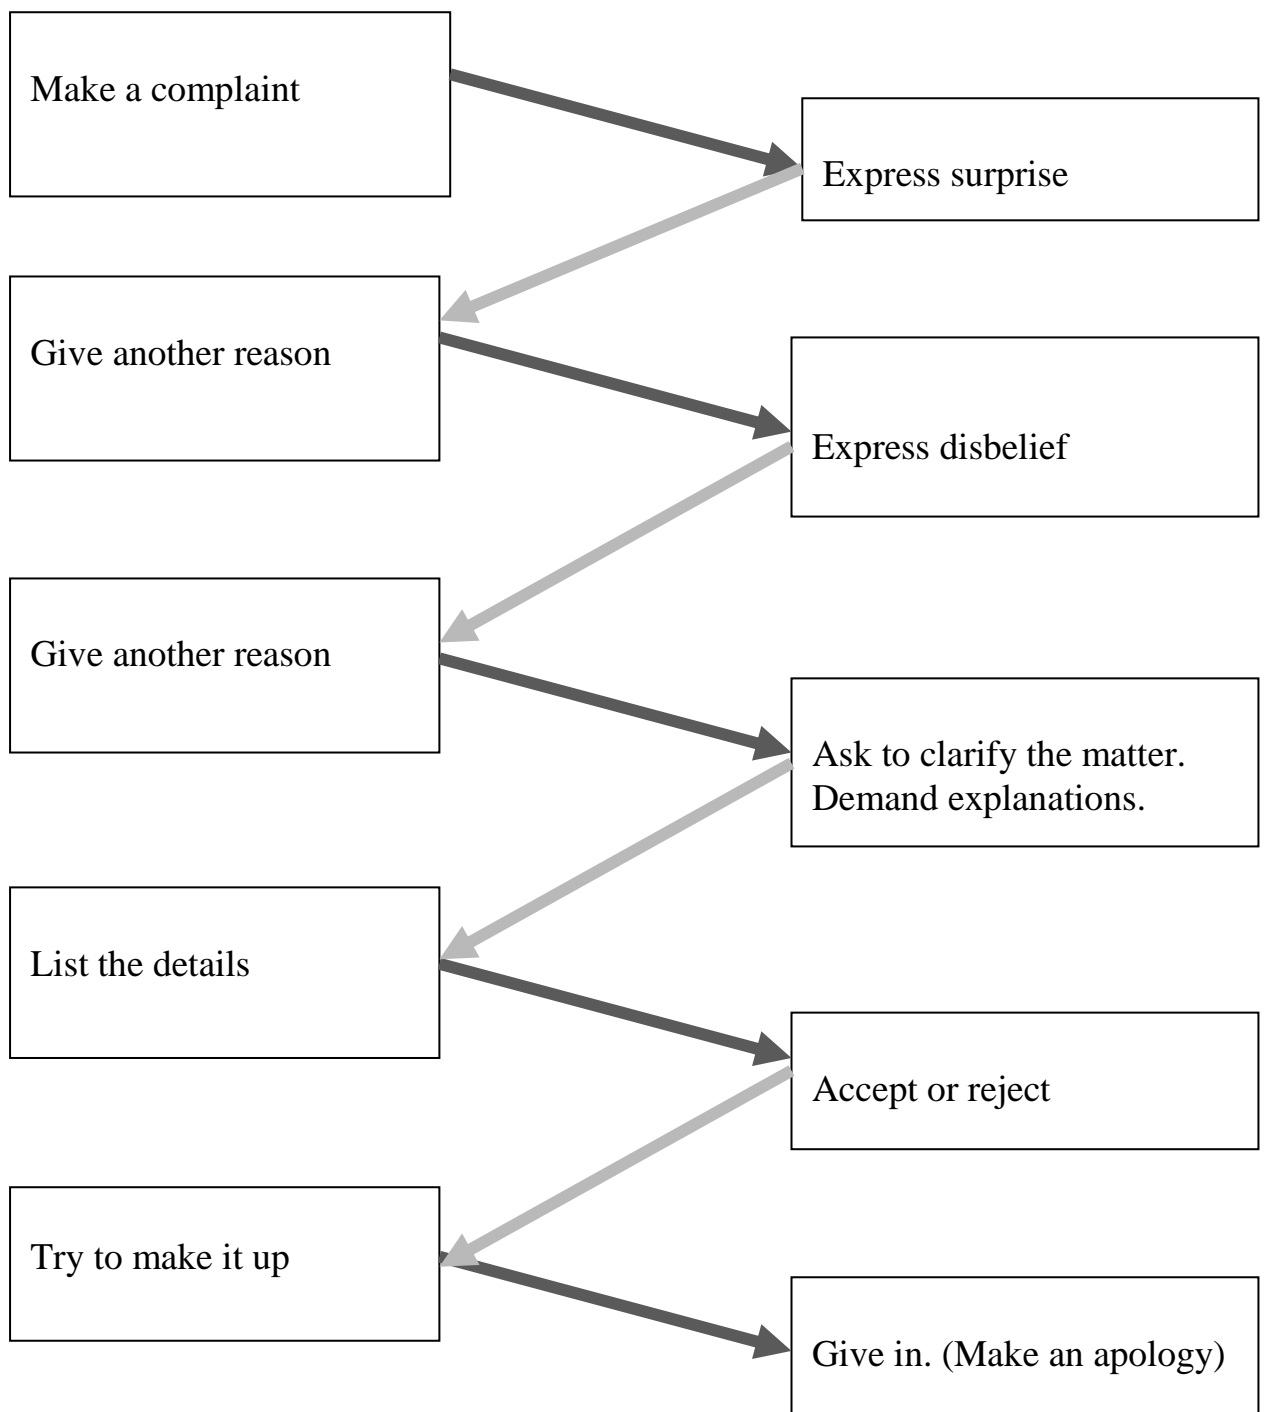 Make a complaint
Express surprise
Give another reason
Express disbelief
Give another reason
Ask to clarify the matter.
Demand explanations.
List the details
Accept or reject
Try to make it up
Give in. (Make an apology)